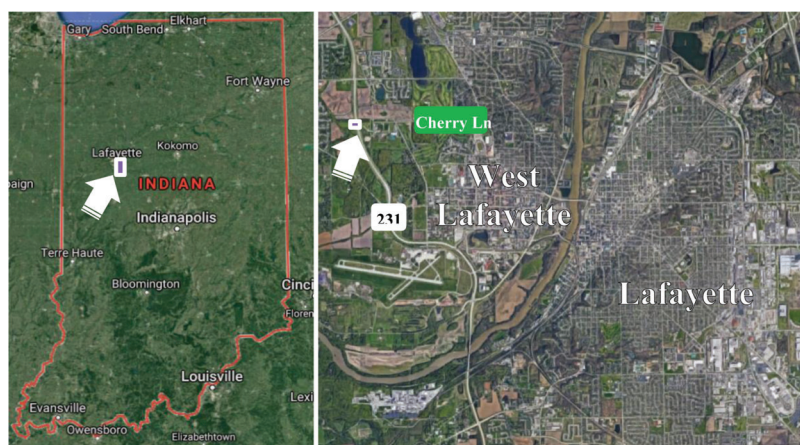 Elkhart
Gary South Bend
Fort Wayne
Lafayette
Kokomo
paign
INDIANA
Indianapolis
Terre Haute
Bloomington
Cinci
Floren
Louisville
Lexi
Evansville
Owensboro
Elizabethtown
Cherry Ln
West
Lafayette
231
Lafayette